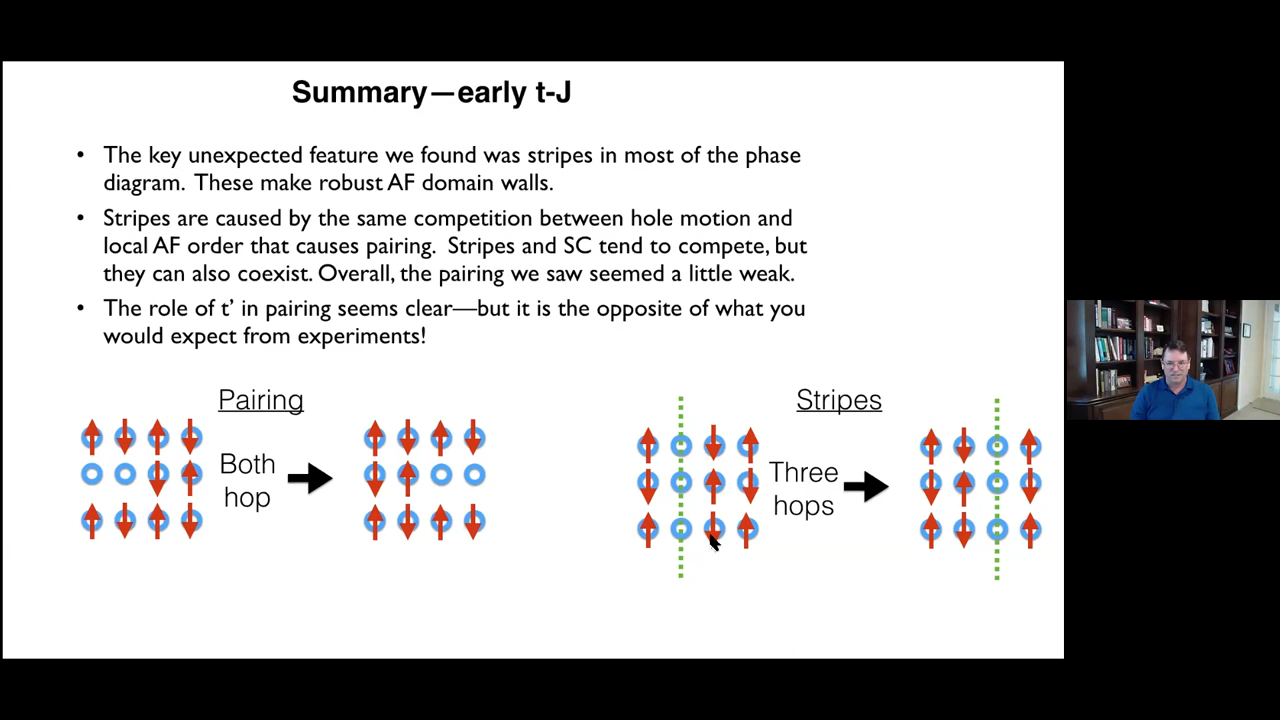 Summary—early t-J
• The key unexpected feature we found was stripes in most of the phase
diagram. These make robust AF domain walls.
• Stripes are caused by the same competition between hole motion and
local AF order that causes pairing. Stripes and SC tend to compete, but
they can also coexist. Overall, the pairing we saw seemed a little weak.
• The role of t’ in pairing seems clear—but it is the opposite of what you
would expect from experiments!
Pairing
Both
hop
Stripes
Three
hops